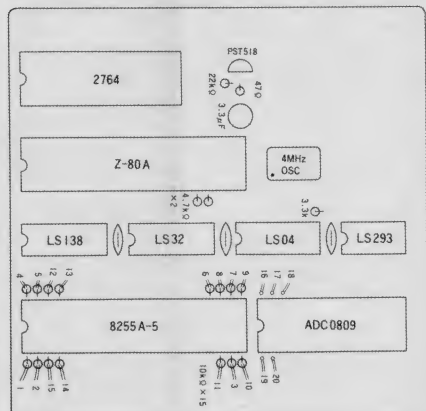 PST518
2764
22kΩ
47Ω
3.3μF
Z-80A
4MHz
OSC
4.7kΩ
×2
3.3k
LS138
LS32
LS04
LS293
4 5 12 13
6 8 7 9
16 17 18
8255A-5
ADC0809
1 2 15 14
10kΩ×15
11 3 10
19 20